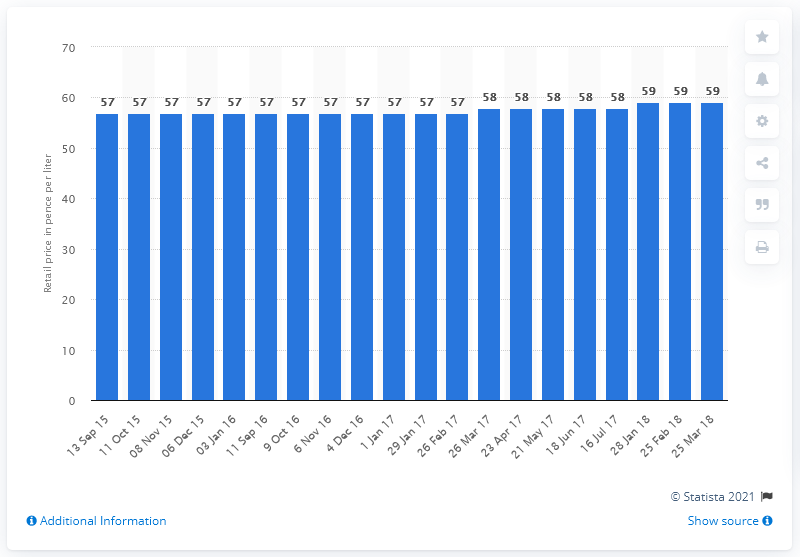 70
60
50
40
30
20
10
0
Retail price in pence per liter
57 57 57 57 57 57 57 57 57 57 57 57 58 58 58 58 58 59 59 59
13 Sep 15
11 Oct 15
08 Nov 15
06 Dec 15
03 Jan 16
11 Sep 16
9 Oct 16
6 Nov 16
4 Dec 16
1 Jan 17
29 Jan 17
26 Feb 17
26 Mar 17
23 Apr 17
21 May 17
18 Jun 17
16 Jul 17
28 Jan 18
25 Feb 18
25 Mar 18
© Statista 2021
Additional Information
Show source